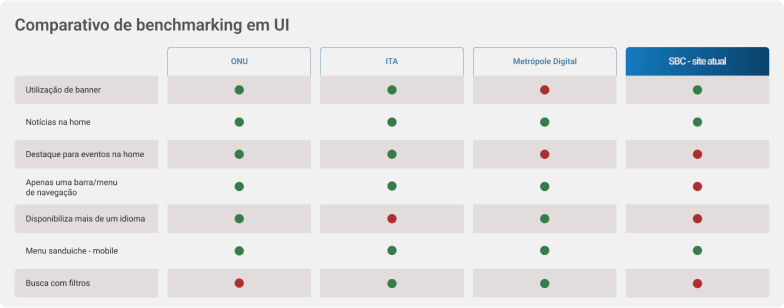 Comparativo de benchmarking em UI
ONU
ITA
Metrópole Digital
SBC - site atual
Utilização de banner
Notícias na home
Destaque para eventos na home
Apenas uma barra/menu
de navegação
Disponibiliza mais de um idioma
Menu sanduiche - mobile
Busca com filtros